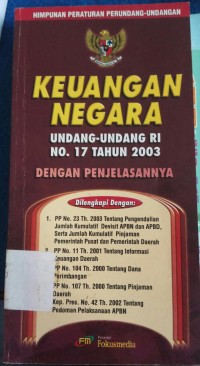 HIMPUNAN PERATURAN PERUNDANG-UNDANGAN
KEUANGAN
NEGARA
UNDANG-UNDANG RI
NO. 17 TAHUN 2003
DENGAN PENJELASANNYA
Dilengkapi Dengan:
1. PP No. 23 Th. 2003 Tentang Pengendalian
Jumlah Kumulatif Devisit APBN dan APBD,
Serta Jumlah Kumulatif Pinjaman
Pemerintah Pusat dan Pemerintah Daerah
PP No. 11 Th. 2001 Tentang Informasi
Keuangan Daerah
PP No. 104 Th. 2000 Tentang Dana
Perimbangan
PP No. 107 Th. 2000 Tentang Pinjaman
Daerah
Kep. Pres. No. 42 Th. 2002 Tentang
Pedoman Pelaksanaan APBN
FM
Penerbit
Fokusmedia